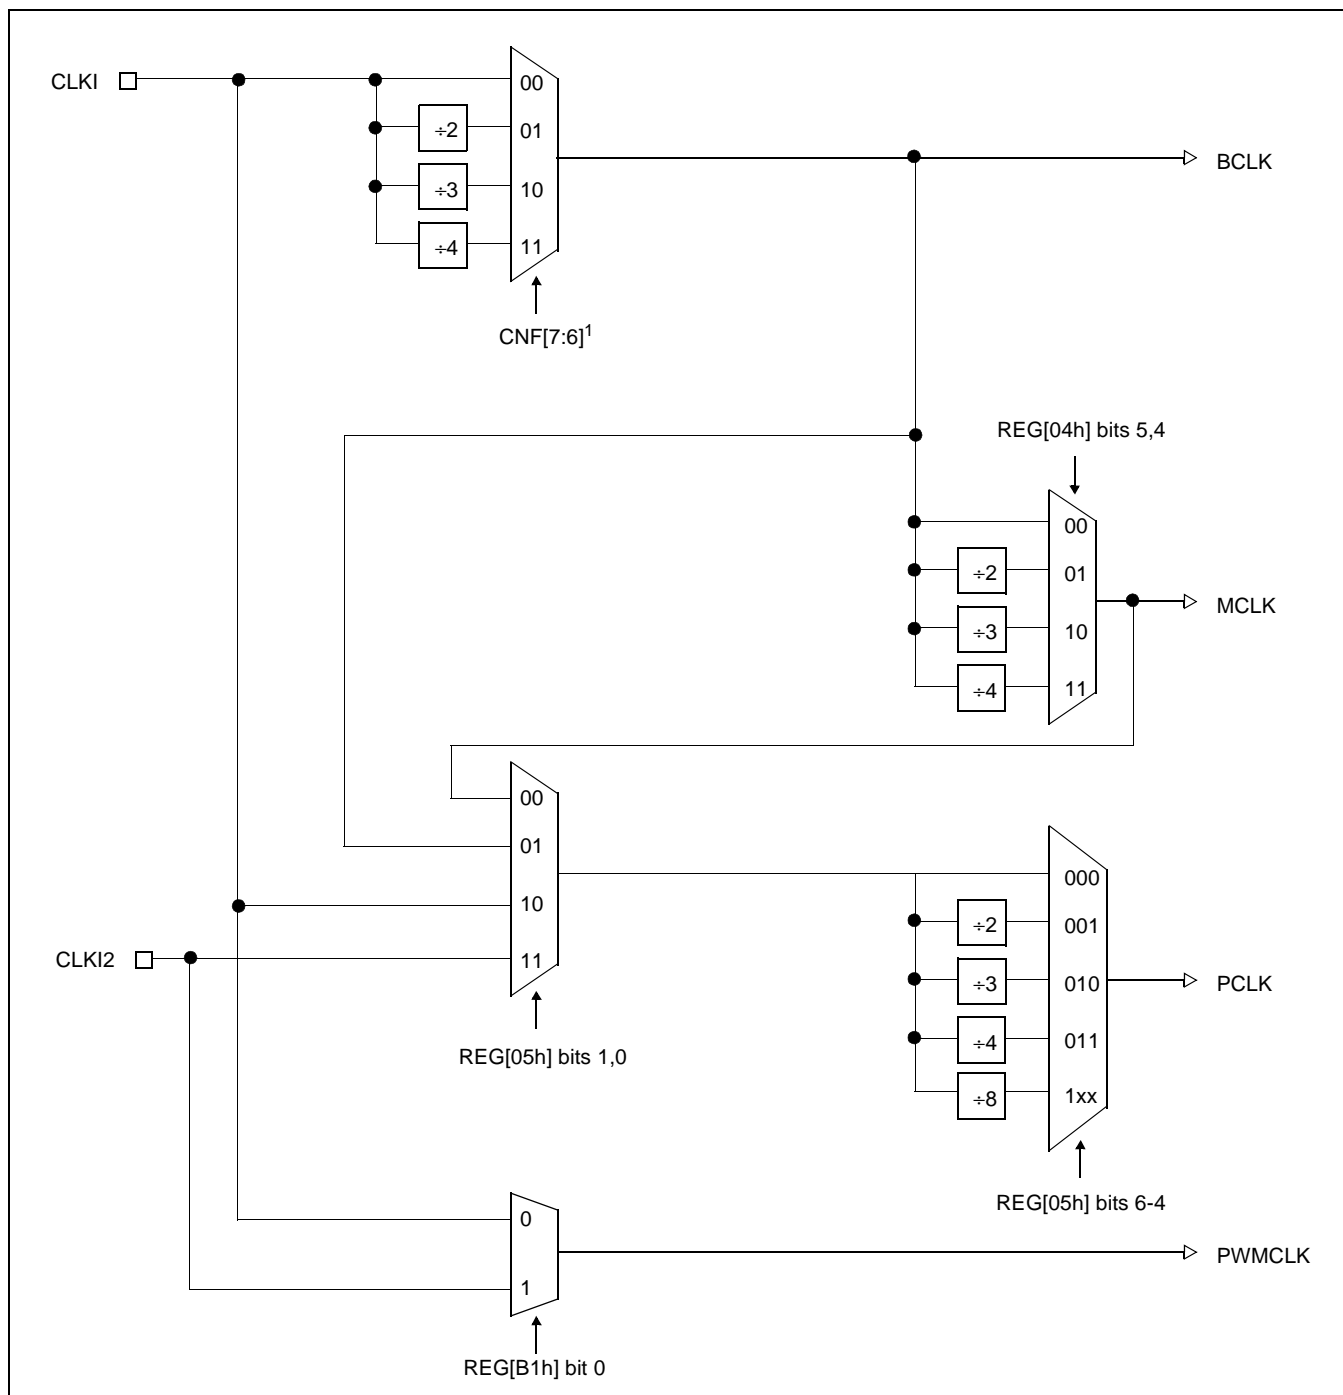 CLKI
00
÷2
01
÷3
10
÷4
11
BCLK
CNF[7:6]1
REG[04h] bits 5,4
00
÷2
01
÷3
10
÷4
11
MCLK
00
01
10
11
CLKI2
REG[05h] bits 1,0
000
÷2
001
÷3
010
÷4
011
÷8
1xx
PCLK
REG[05h] bits 6-4
0
1
PWMCLK
REG[B1h] bit 0